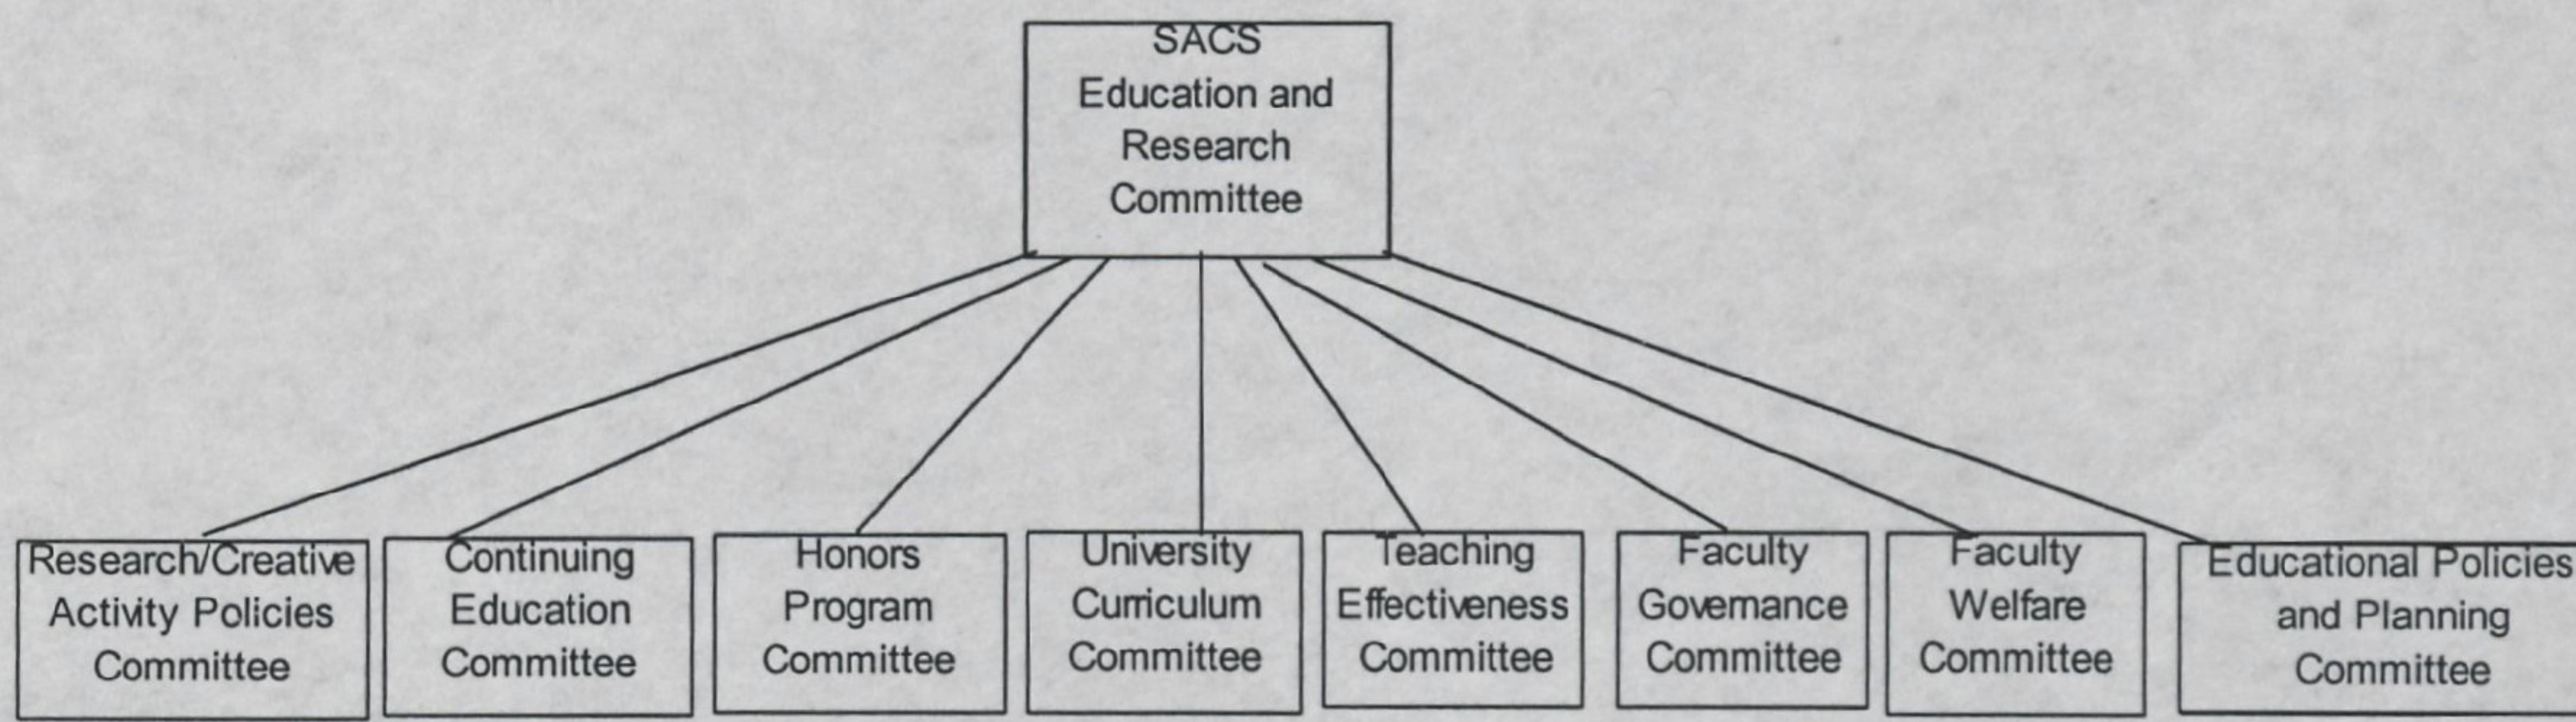 SACS
Education and
Research
Committee
Research/Creative
Activity Policies
Committee
Continuing
Education
Committee
Honors
Program
Committee
University
Curriculum
Committee
Teaching
Effectiveness
Committee
Faculty
Governance
Committee
Faculty
Welfare
Committee
Educational Policies
and Planning
Committee